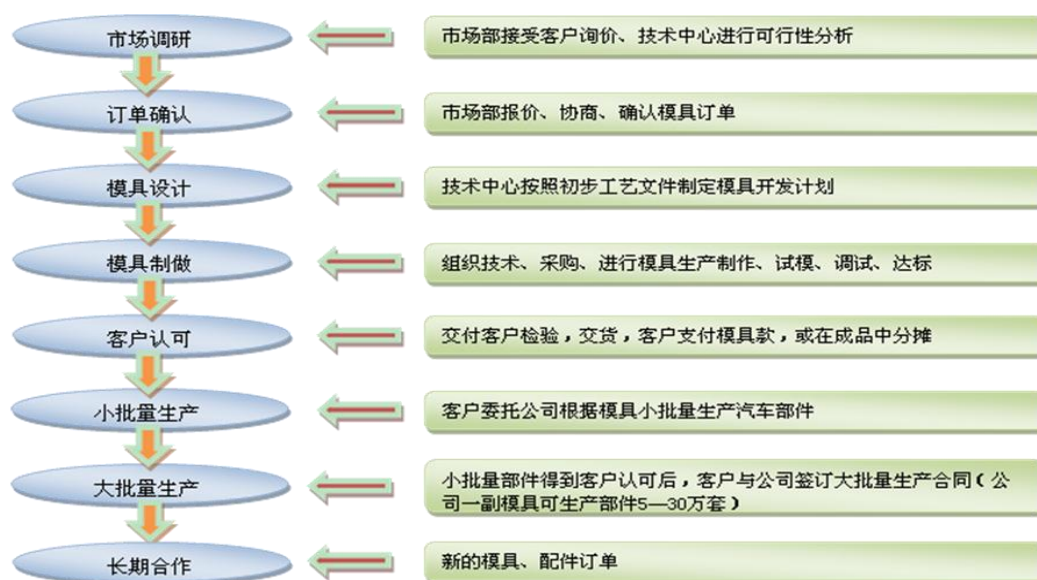 市场调研
市场部接受客户询价、技术中心进行可行性分析
订单确认
市场部报价、协商、确认模具订单
模具设计
技术中心按照初步工艺文件制定模具开发计划
模具制做
组织技术、采购、进行模具生产制作、试模、调试、达标
客户认可
交付客户检验，交货，客户支付模具款，或在成品中分摊
小批量生产
客户委托公司根据模具小批量生产汽车部件
大批量生产
小批量部件得到客户认可后，客户与公司签订大批量生产合同（公
司一副模具可生产部件5—30万套）
长期合作
新的模具、配件订单